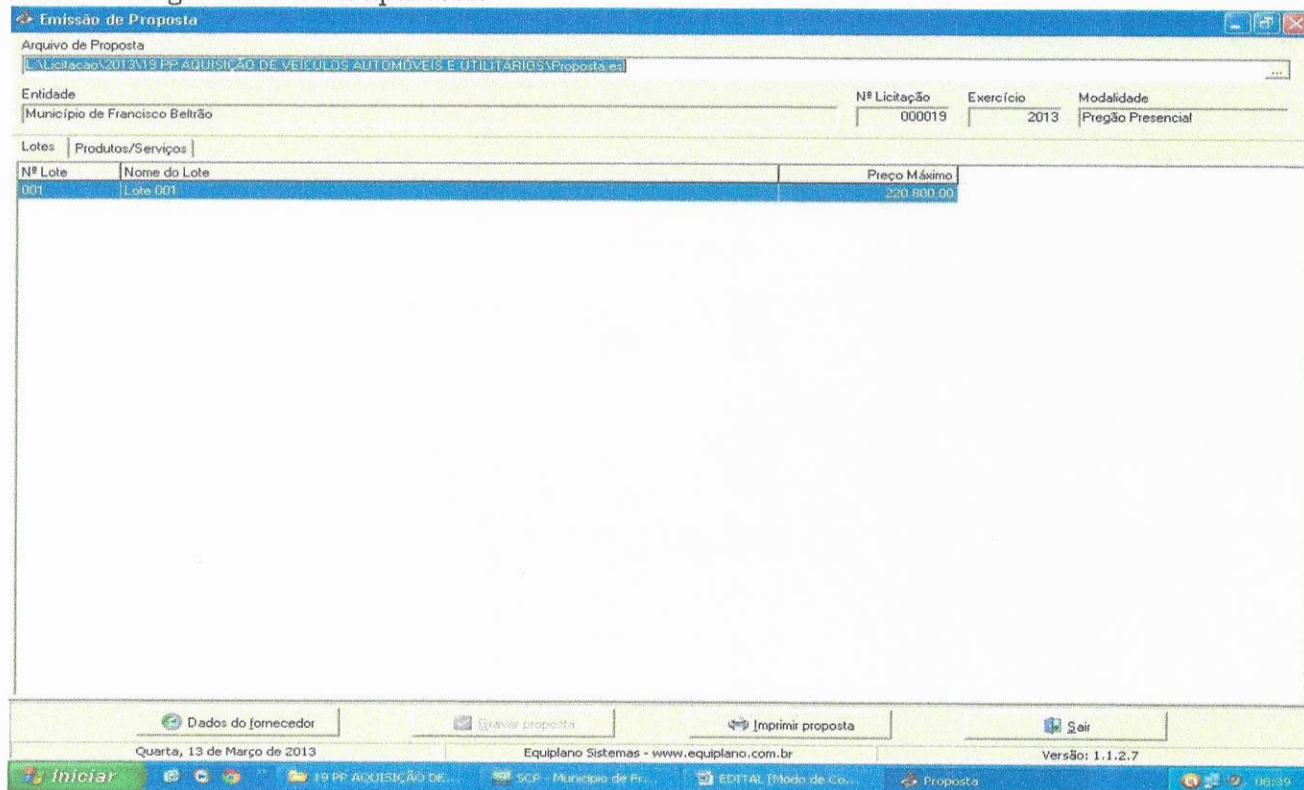 Emissão de Proposta
Arquivo de Proposta
L:\Licitacao\2013\19 PP AQUISIÇÃO DE VEÍCULOS AUTOMÓVEIS E UTILITÁRIOS\Proposta.esl
...
Entidade Nº Licitação Exercício Modalidade
Município de Francisco Beltrão 000019 2013 Pregão Presencial
Lotes Produtos/Serviços
Nº Lote Nome do Lote Preço Máximo
001 Lote 001 220.800,00
Dados do fornecedor Gravar proposta Imprimir proposta Sair
Quarta, 13 de Março de 2013 Equiplano Sistemas - www.equiplano.com.br Versão: 1.1.2.7
Iniciar 19 PP AQUISIÇÃO DE... SCP - Município de Fr... EDITAL [Modo de Co... Proposta 08:39